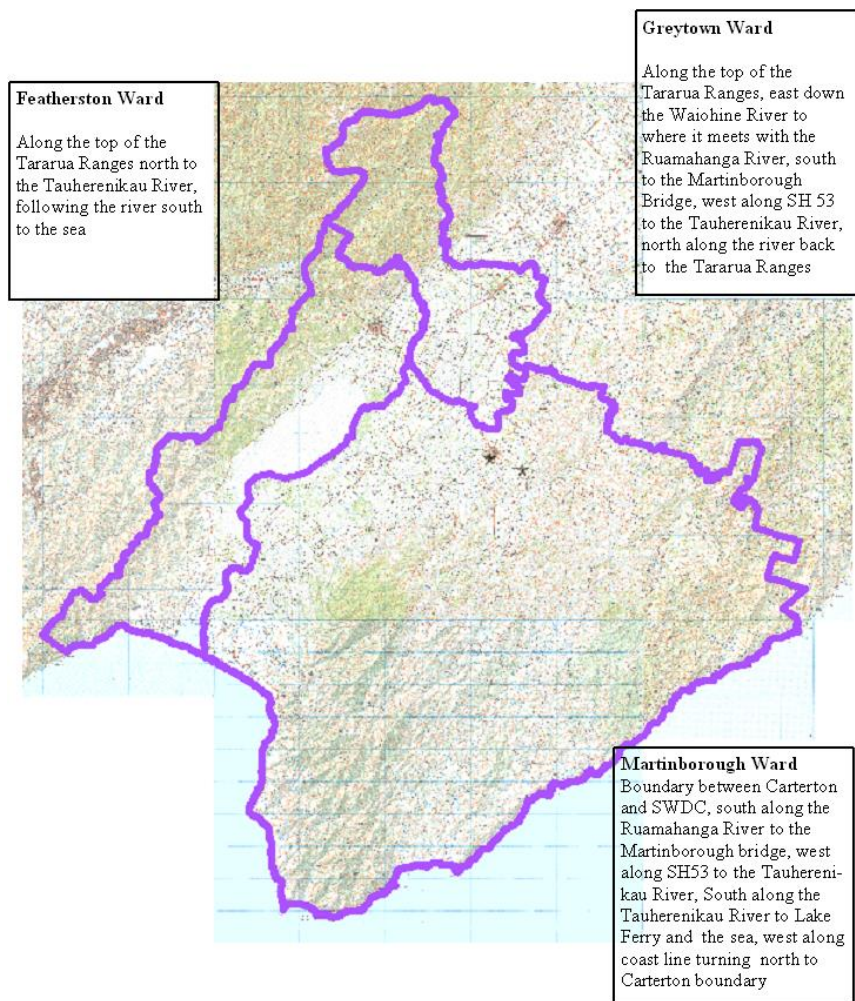 Featherston Ward
Along the top of the
Tararua Ranges north to
the Tauherenikau River,
following the river south
to the sea
Greytown Ward
Along the top of the
Tararua Ranges, east down
the Waiohine River to
where it meets with the
Ruamahanga River, south
to the Martinborough
Bridge, west along SH 53
to the Tauherenikau River,
north along the river back
to the Tararua Ranges
Martinborough Ward
Boundary between Carterton
and SWDC, south along the
Ruamahanga River to the
Martinborough bridge, west
along SH53 to the Tauhereni-
kau River, South along the
Tauherenikau River to Lake
Ferry and the sea, west along
coast line turning north to
Carterton boundary